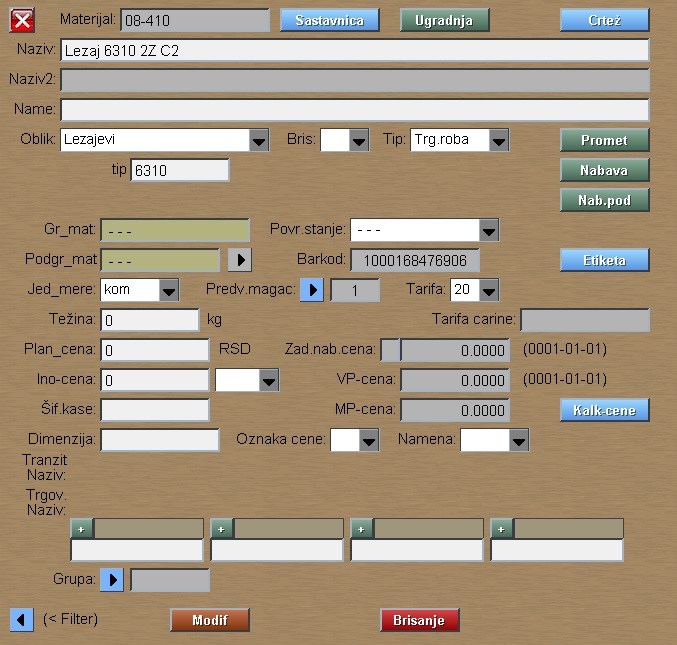 Materijal: 08-410 Sastavnica Ugradnja Crtež
Naziv: Lezaj 6310 2Z C2
Naziv2:
Name:
Oblik: Lezajevi Bris: Tip: Trg.roba Promet
tip 6310 Nabava
Nab.pod
Gr_mat: --- Povr.stanje: ---
Podgr_mat --- Barkod: 1000168476906 Etiketa
Jed_mere: kom Predv.magac: 1 Tarifa: 20
Težina: 0 kg Tarifa carine:
Plan_cena: 0 RSD Zad.nab.cena: 0.0000 (0001-01-01)
Ino-cena: 0 VP-cena: 0.0000 (0001-01-01)
Šif.kase: MP-cena: 0.0000 Kalk-cene
Dimenzija: Oznaka cene: Namena:
Tranzit
Naziv:
Trgov.
Naziv:
+ + + +
Grupa:
(< Filter) Modif Brisanje